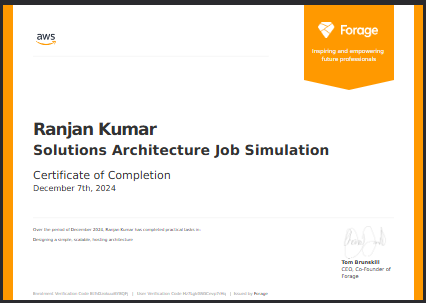 aws
Forage
Inspiring and empowering
future professionals
Ranjan Kumar
Solutions Architecture Job Simulation
Certificate of Completion
December 7th, 2024
Over the period of December 2024, Ranjan Kumar has completed practical tasks in:
Designing a simple, scalable, hosting architecture
Tom Brunskill
CEO, Co-Founder of
Forage
Enrolment Verification Code | User Verification Code | Issued by Forage